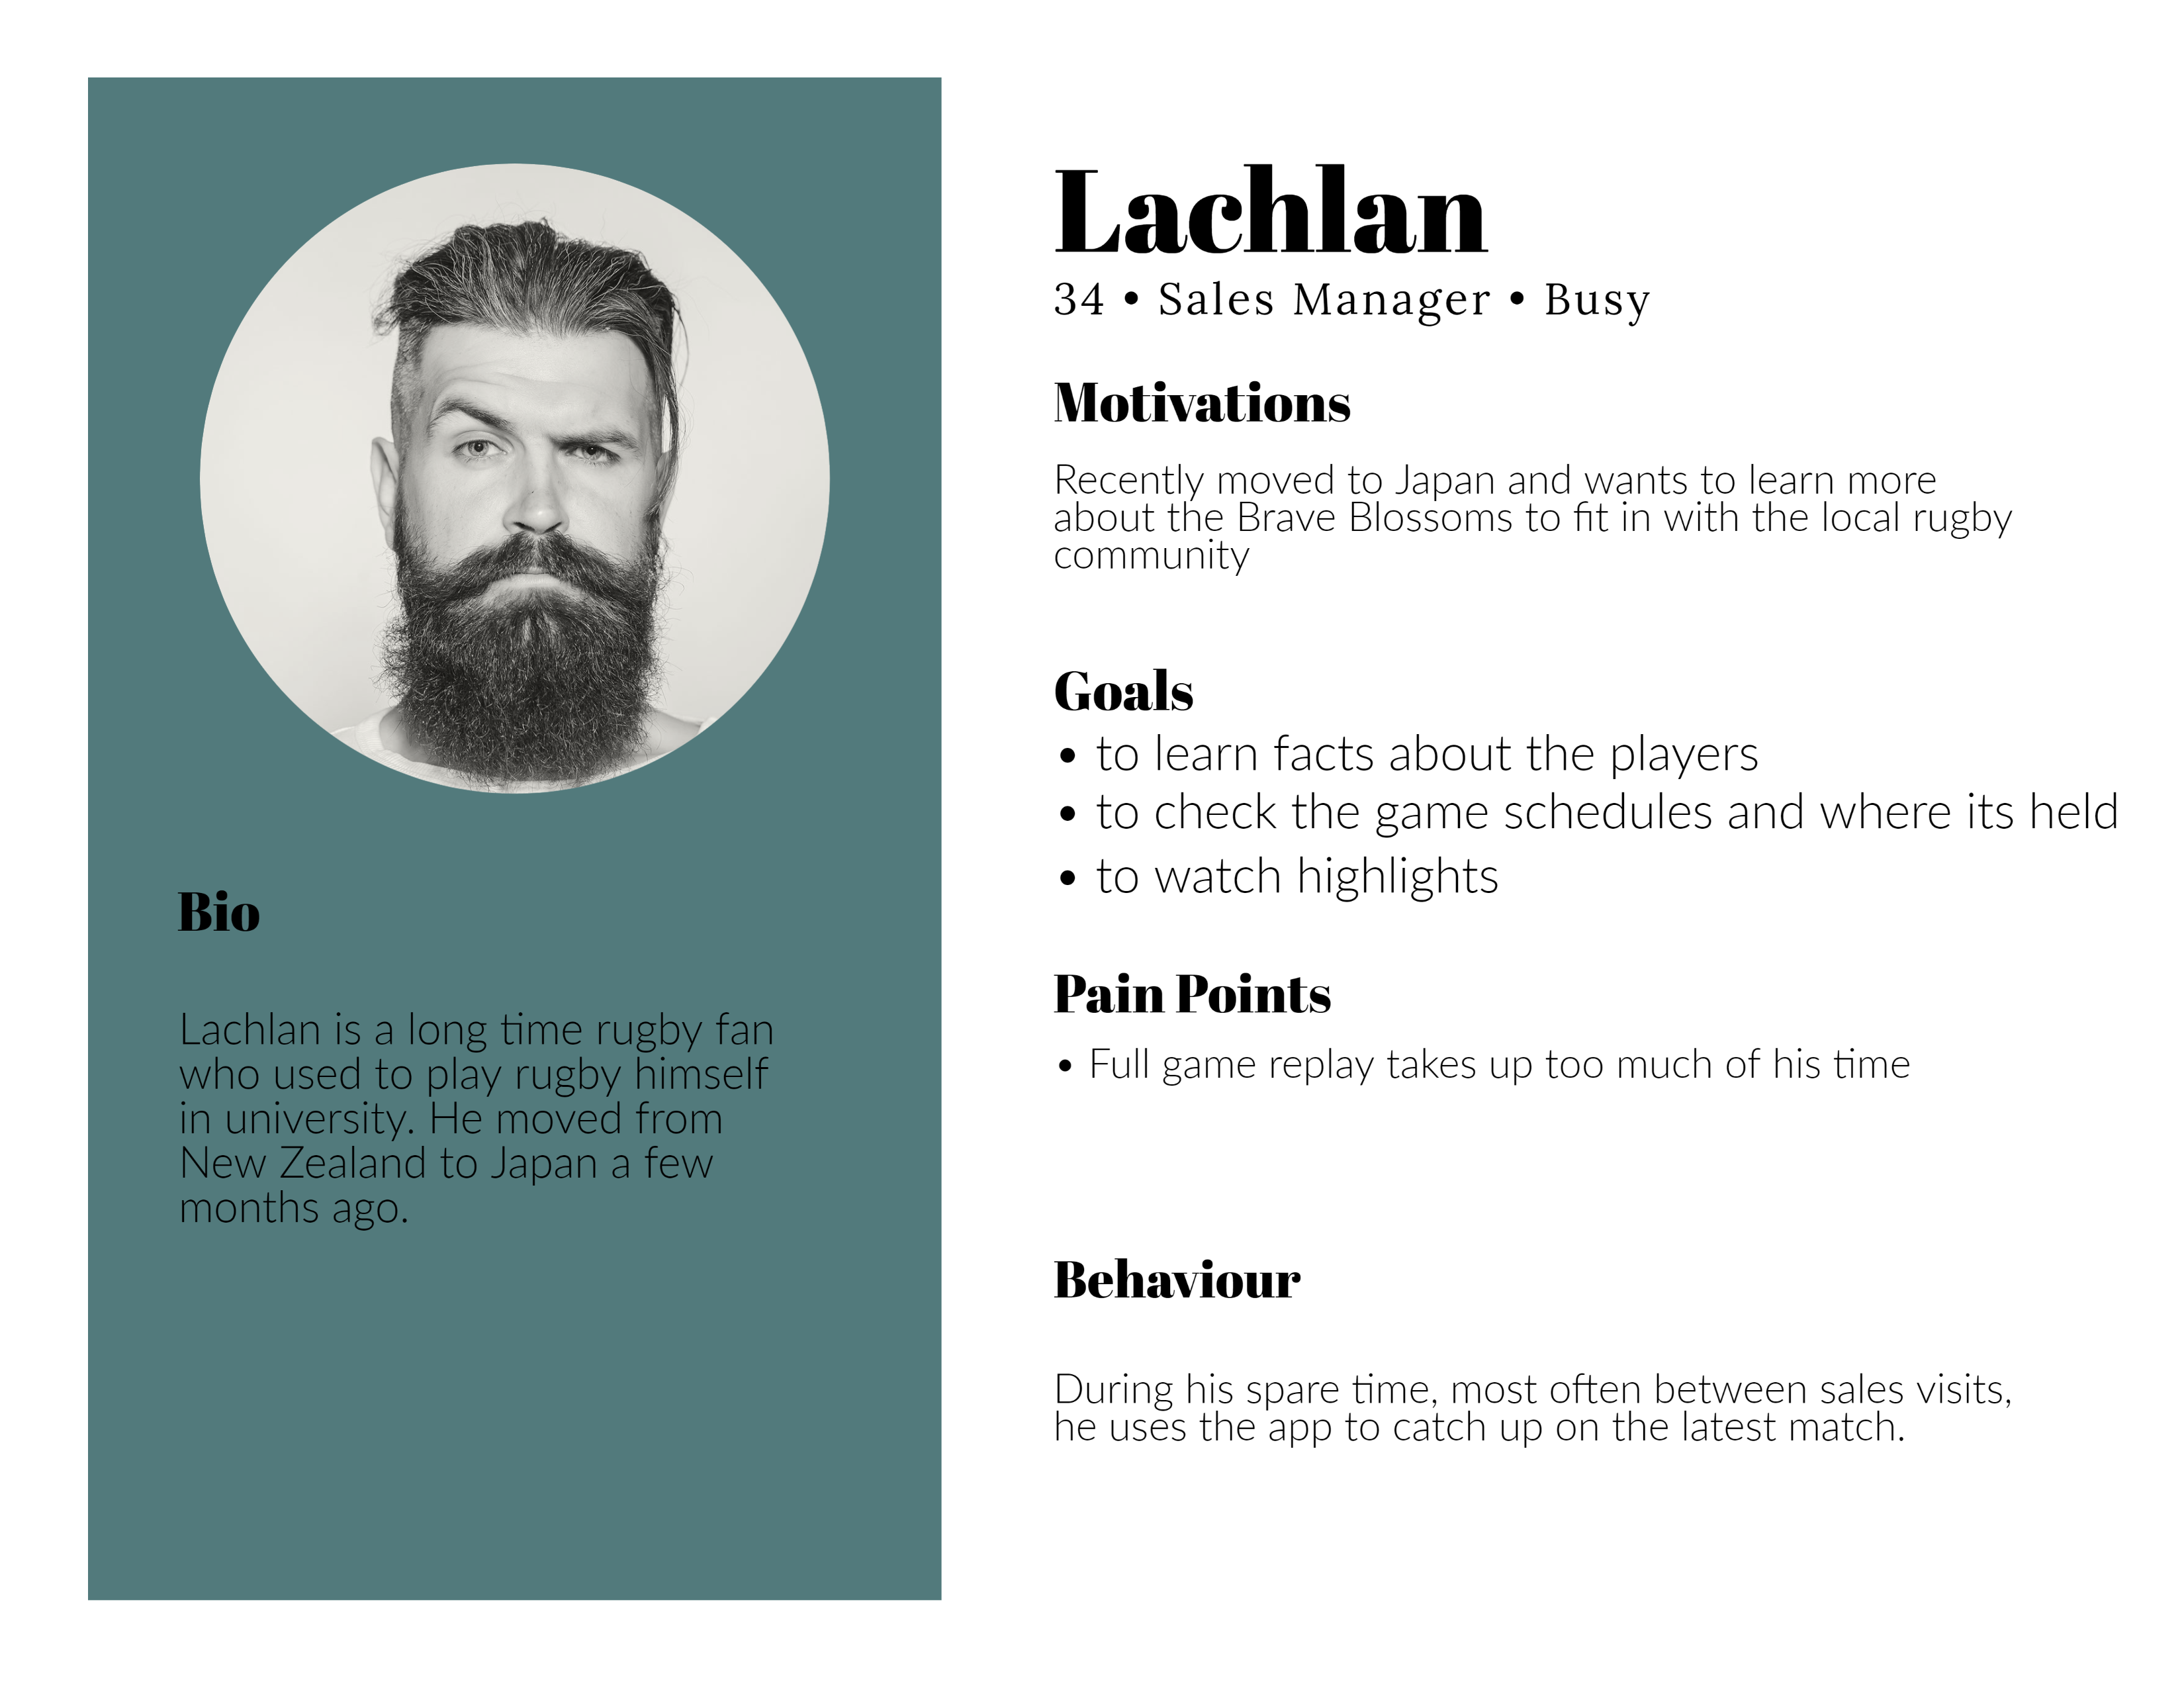 Lachlan
34 • Sales Manager • Busy
Motivations
Recently moved to Japan and wants to learn more
about the Brave Blossoms to fit in with the local rugby
community
Goals
• to learn facts about the players
• to check the game schedules and where its held
• to watch highlights
Pain Points
• Full game replay takes up too much of his time
Behaviour
During his spare time, most often between sales visits,
he uses the app to catch up on the latest match.
Bio
Lachlan is a long time rugby fan
who used to play rugby himself
in university. He moved from
New Zealand to Japan a few
months ago.